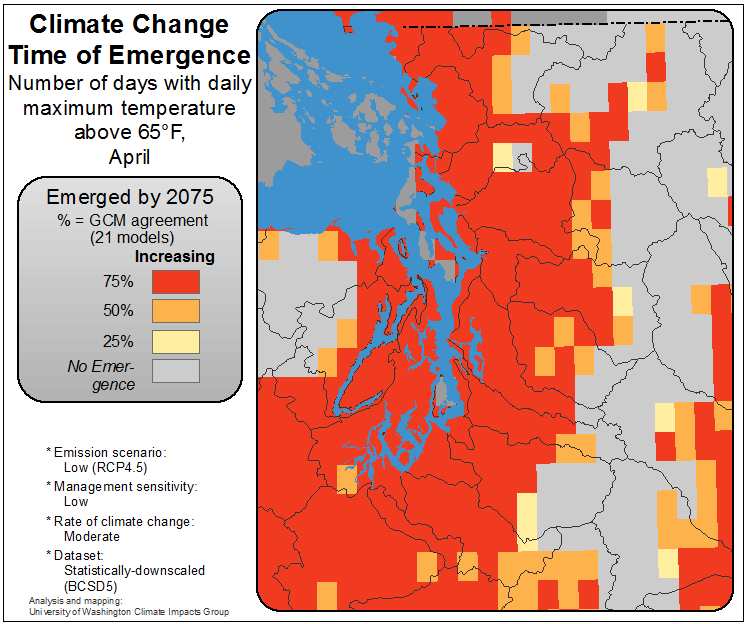 Climate Change
Time of Emergence
Number of days with daily
maximum temperature
above 65°F,
April
Emerged by 2075
% = GCM agreement
(21 models)
Increasing
75%
50%
25%
No Emer-
gence
* Emission scenario:
Low (RCP4.5)
* Management sensitivity:
Low
* Rate of climate change:
Moderate
* Dataset:
Statistically-downscaled
(BCSD5)
Analysis and mapping:
University of Washington Climate Impacts Group